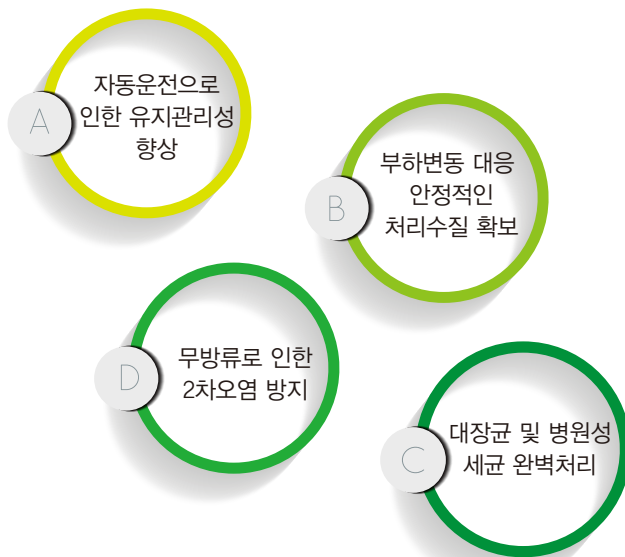 A
자동운전으로
인한 유지관리성
향상
B
부하변동 대응
안정적인
처리수질 확보
D
무방류로 인한
2차오염 방지
C
대장균 및 병원성
세균 완벽처리